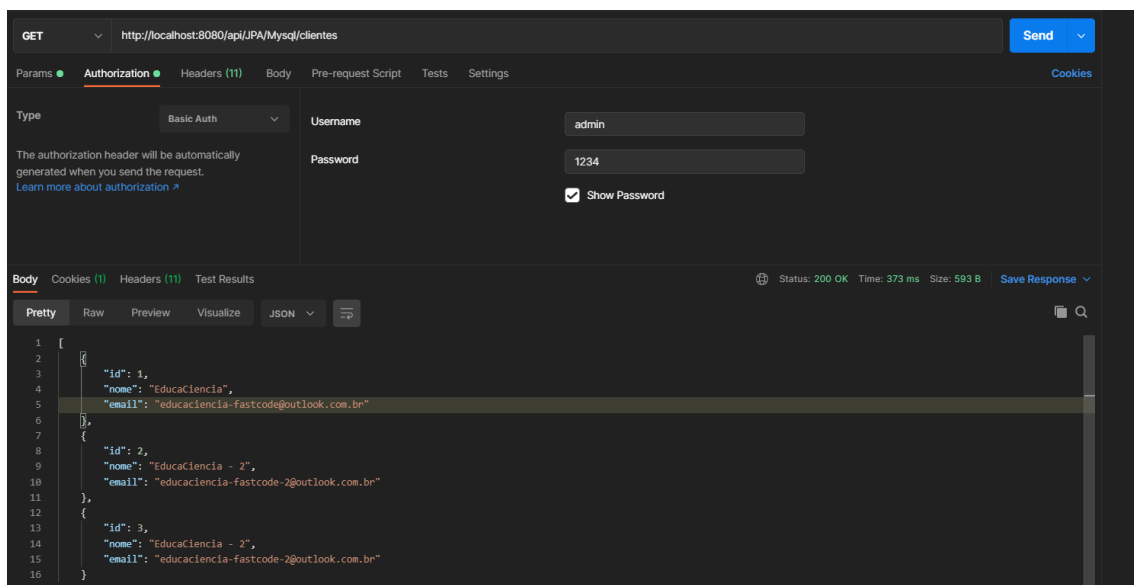 GET http://localhost:8080/api/JPA/Mysql/clientes Send
Params Authorization Headers (11) Body Pre-request Script Tests Settings Cookies
Type Basic Auth
The authorization header will be automatically
generated when you send the request.
Learn more about authorization ↗
Username admin
Password 1234
Show Password
Body Cookies (1) Headers (11) Test Results Status: 200 OK Time: 373 ms Size: 593 B Save Response
Pretty Raw Preview Visualize JSON
1 [
2 {
3 "id": 1,
4 "nome": "EducaCiencia",
5 "email": "educaciencia-fastcode@outlook.com.br"
6 },
7 {
8 "id": 2,
9 "nome": "EducaCiencia - 2",
10 "email": "educaciencia-fastcode-2@outlook.com.br"
11 },
12 {
13 "id": 3,
14 "nome": "EducaCiencia - 2",
15 "email": "educaciencia-fastcode-2@outlook.com.br"
16 }